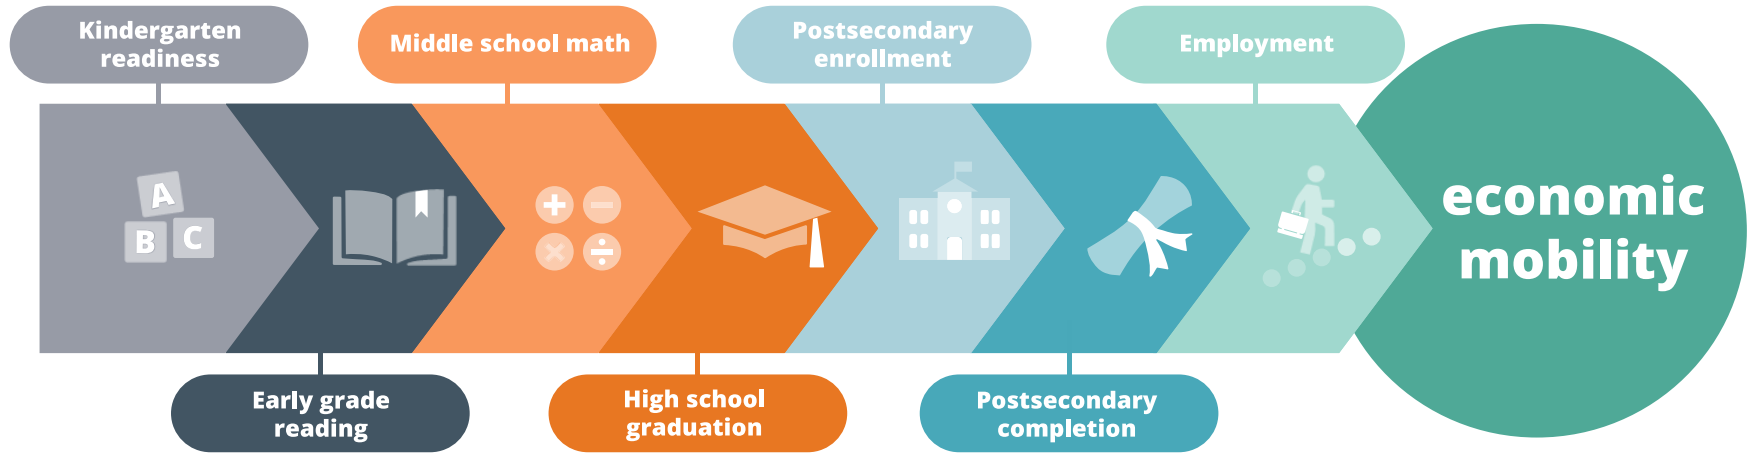 Kindergarten
readiness
Middle school math
Postsecondary
enrollment
Employment
A
B
C
economic
mobility
Early grade
reading
High school
graduation
Postsecondary
completion